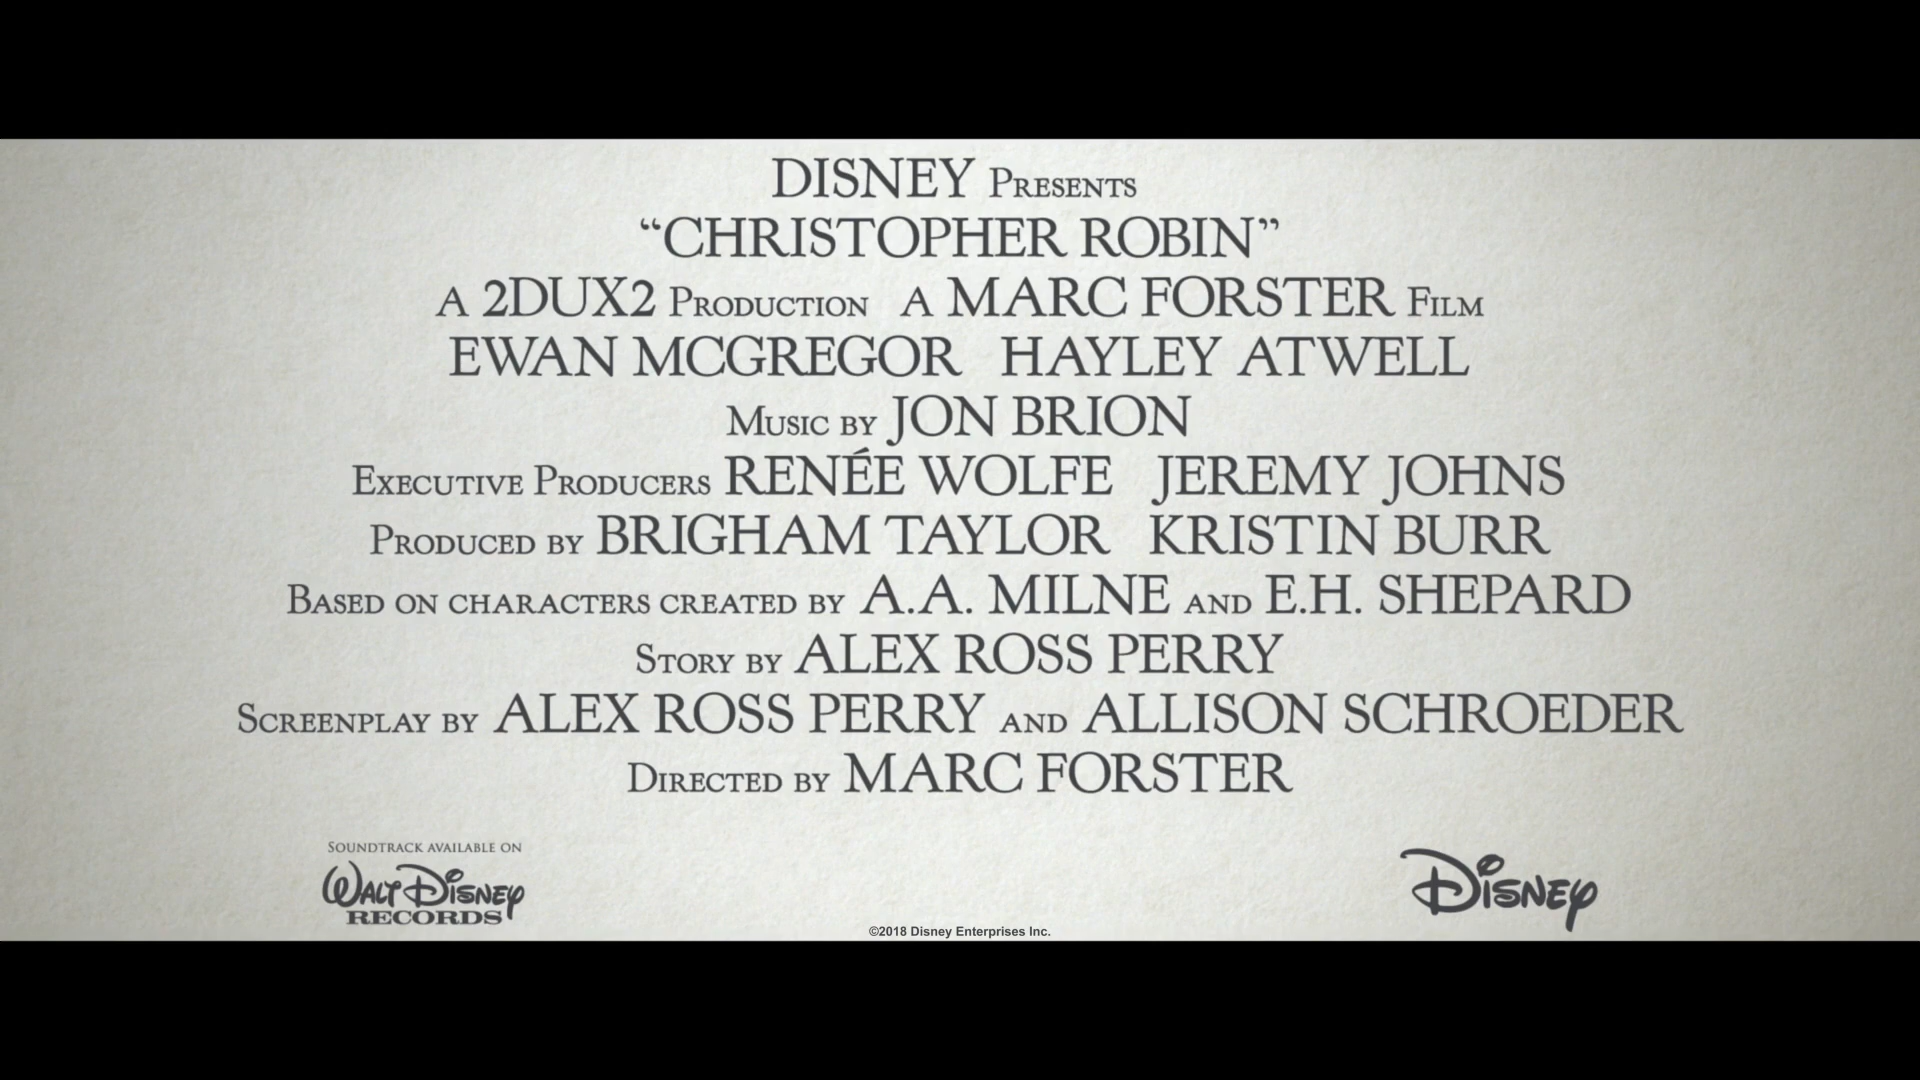 DISNEY PRESENTS
“CHRISTOPHER ROBIN”
A 2DUX2 PRODUCTION A MARC FORSTER FILM
EWAN MCGREGOR HAYLEY ATWELL
MUSIC BY JON BRION
EXECUTIVE PRODUCERS RENÉE WOLFE JEREMY JOHNS
PRODUCED BY BRIGHAM TAYLOR KRISTIN BURR
BASED ON CHARACTERS CREATED BY A.A. MILNE AND E.H. SHEPARD
STORY BY ALEX ROSS PERRY
SCREENPLAY BY ALEX ROSS PERRY AND ALLISON SCHROEDER
DIRECTED BY MARC FORSTER
SOUNDTRACK AVAILABLE ON
WALT DISNEY
RECORDS
DISNEY
©2018 Disney Enterprises Inc.